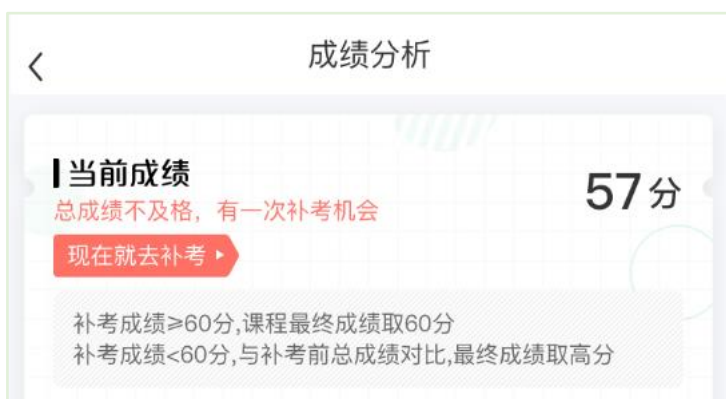 成绩分析
当前成绩
57分
总成绩不及格，有一次补考机会
现在就去补考
补考成绩≥60分,课程最终成绩取60分
补考成绩<60分,与补考前总成绩对比,最终成绩取高分